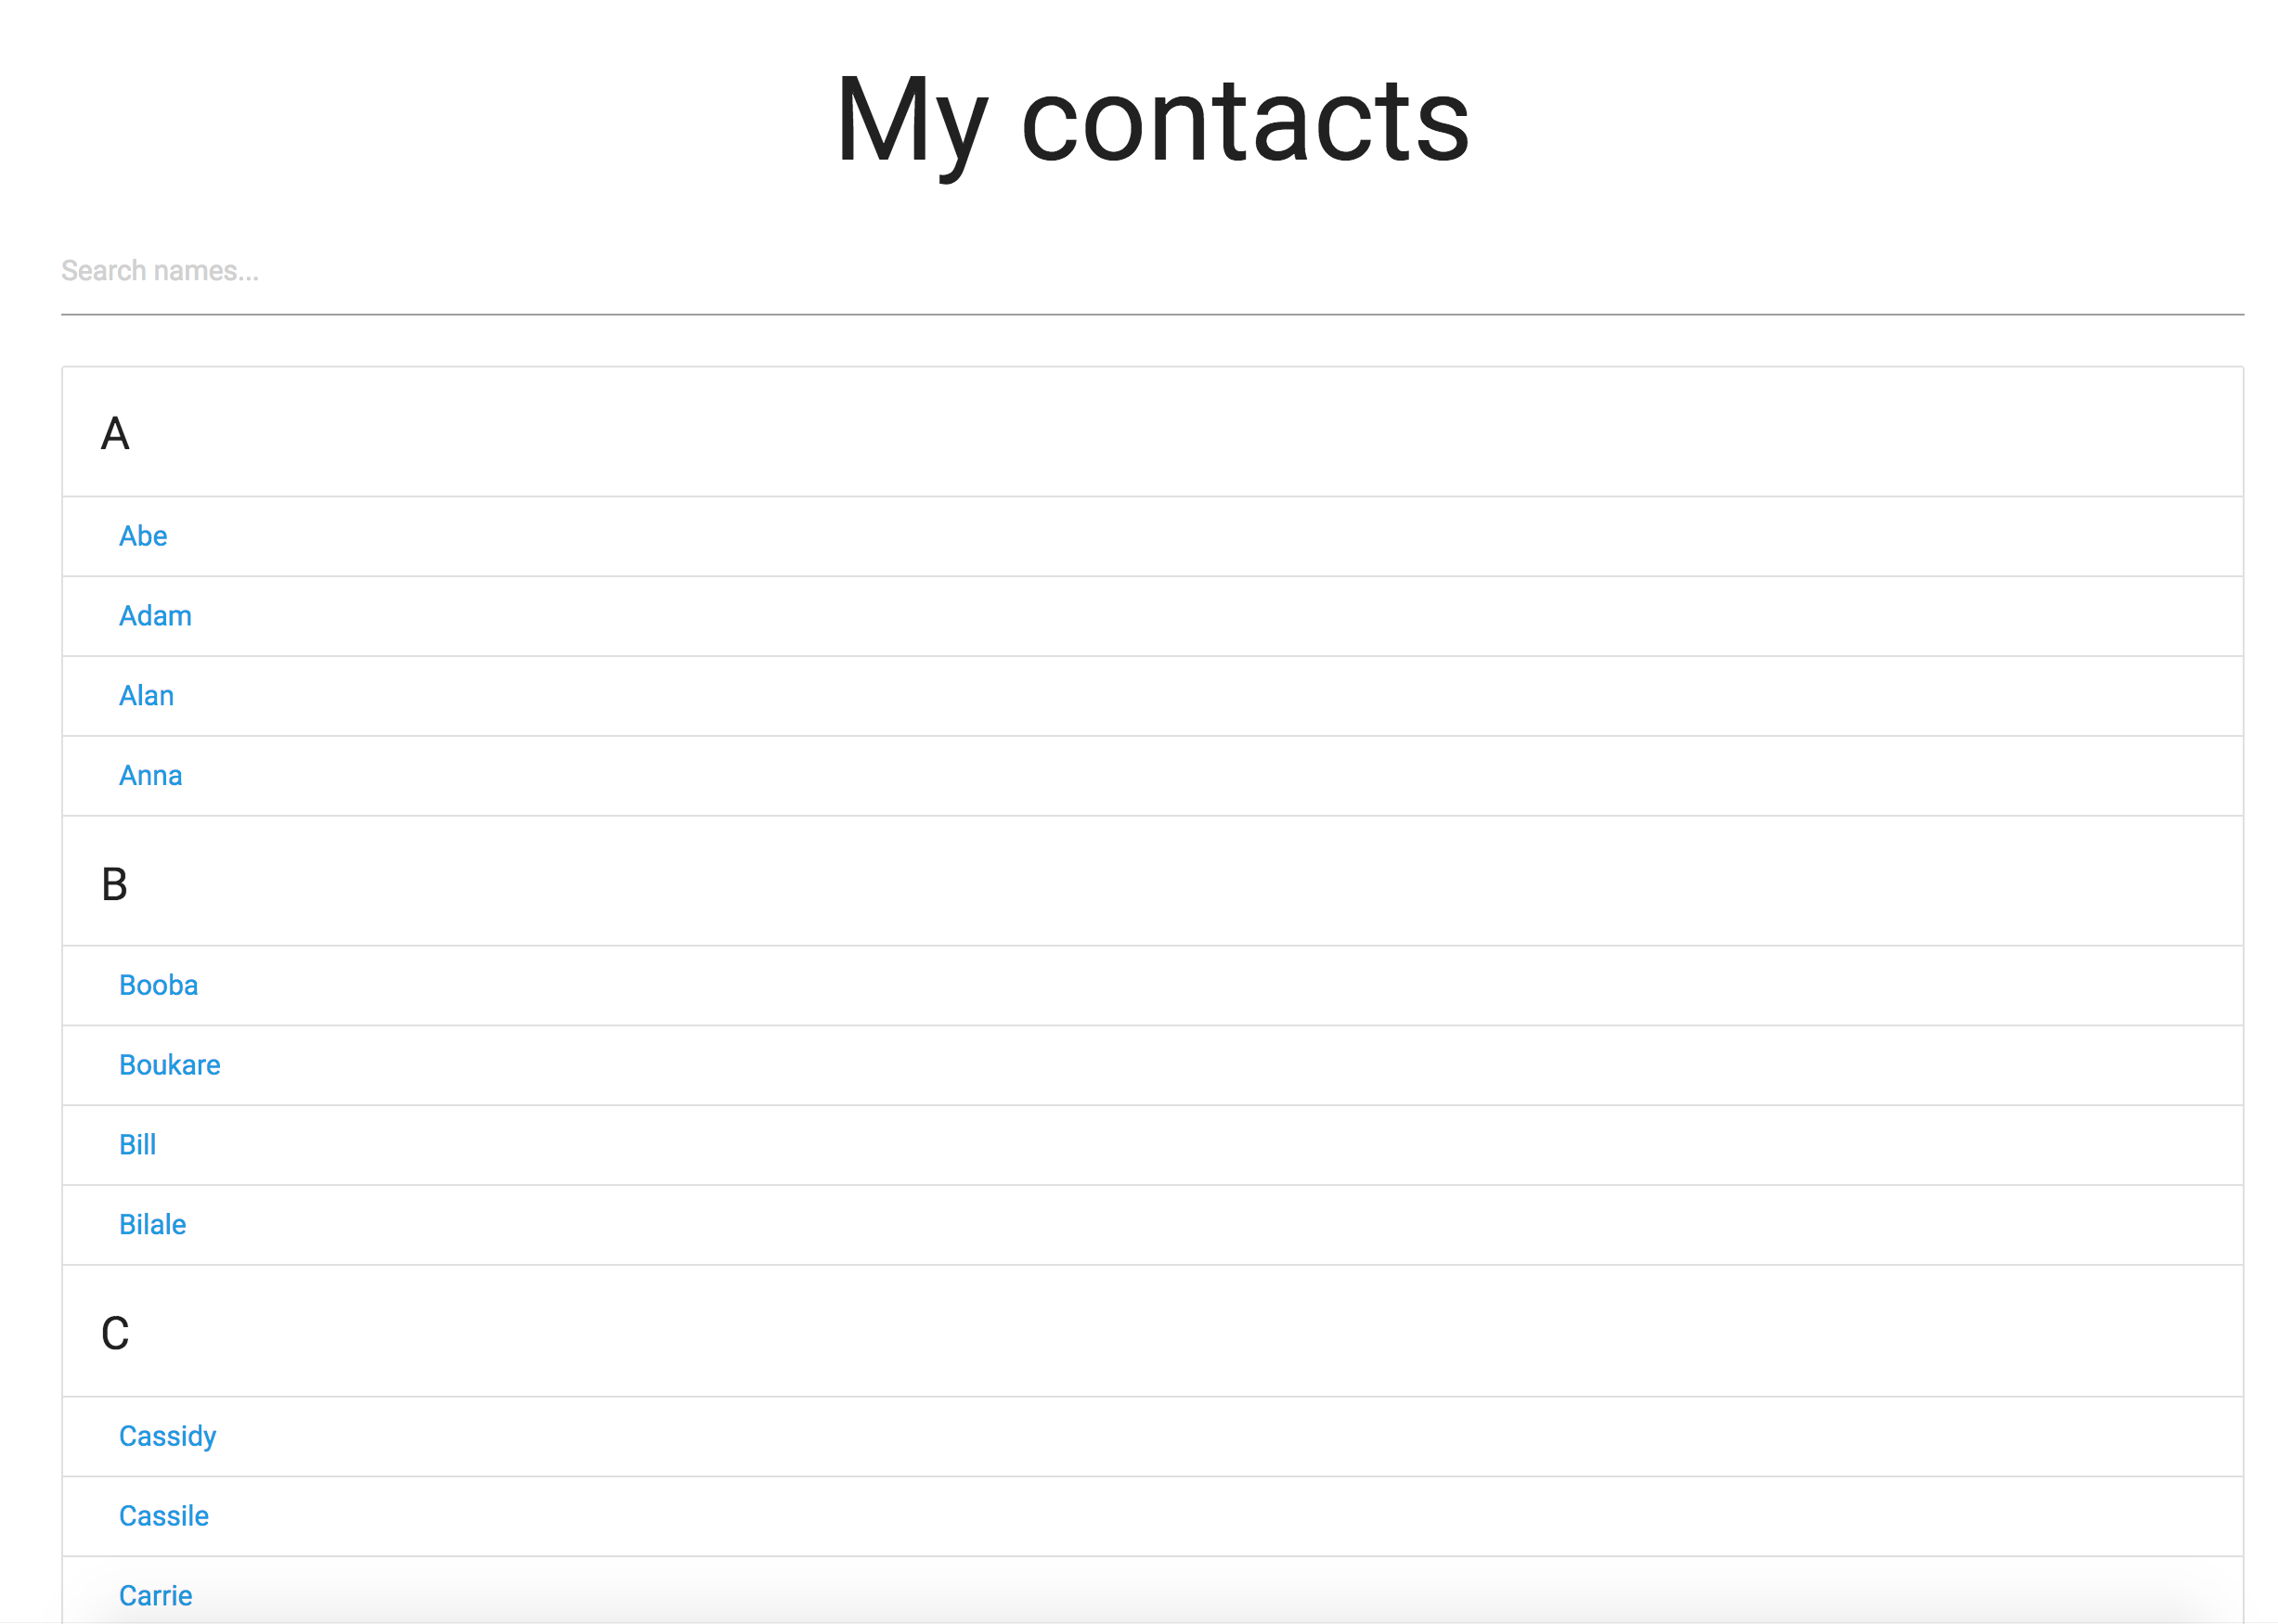 My contacts
Search names...
A
Abe
Adam
Alan
Anna
B
Booba
Boukare
Bill
Bilale
C
Cassidy
Cassile
Carrie